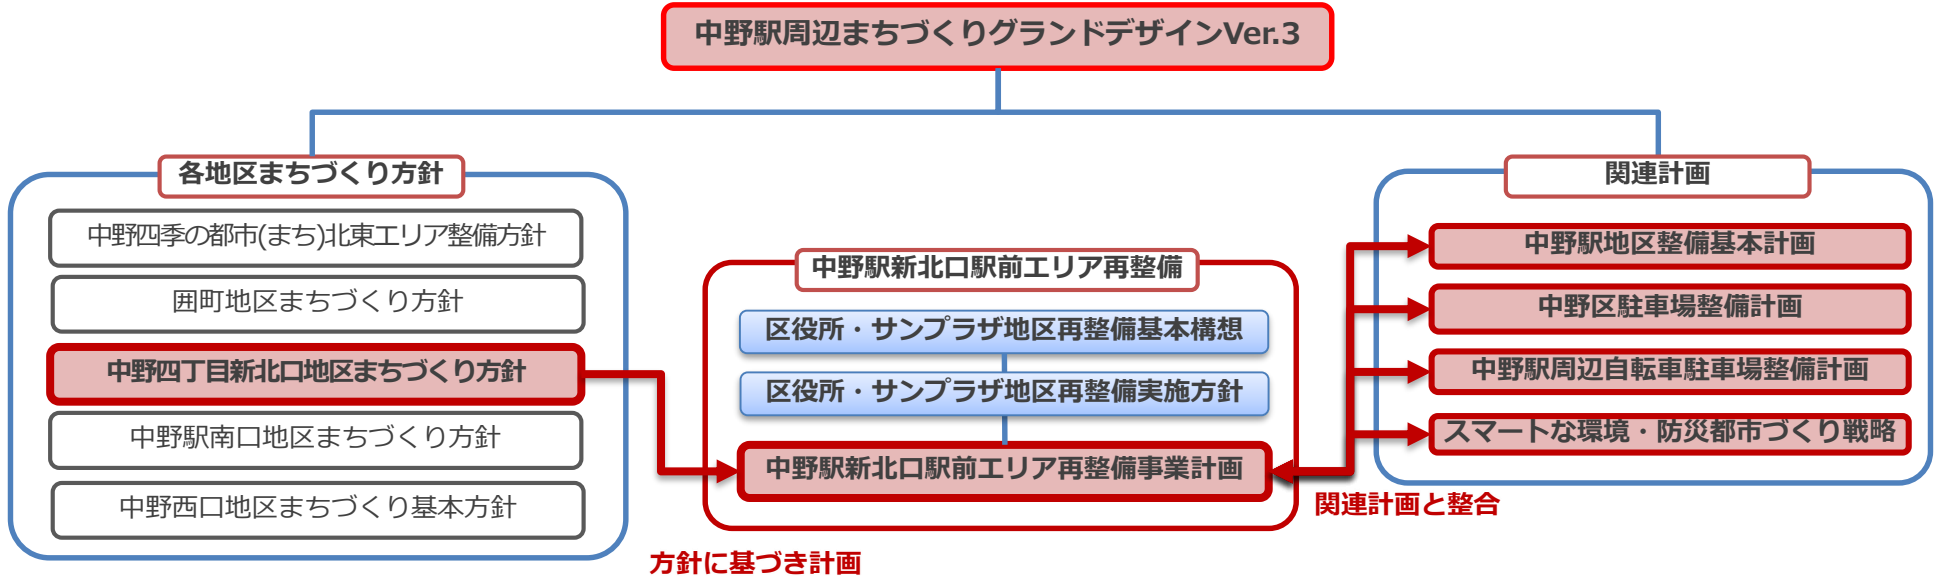 中野駅周辺まちづくりグランドデザインVer.3
各地区まちづくり方針
中野四季の都市(まち)北東エリア整備方針
囲町地区まちづくり方針
中野四丁目新北口地区まちづくり方針
中野駅南口地区まちづくり方針
中野西口地区まちづくり基本方針
方針に基づき計画
中野駅新北口駅前エリア再整備
区役所・サンプラザ地区再整備基本構想
区役所・サンプラザ地区再整備実施方針
中野駅新北口駅前エリア再整備事業計画
関連計画と整合
関連計画
中野駅地区整備基本計画
中野区駐車場整備計画
中野駅周辺自転車駐車場整備計画
スマートな環境・防災都市づくり戦略